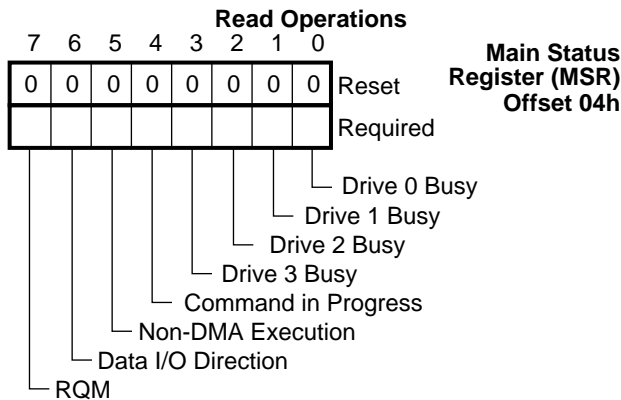 Read Operations
7 6 5 4 3 2 1 0
Main Status
Register (MSR)
Offset 04h
0 0 0 0 0 0 0 0 Reset
Required
Drive 0 Busy
Drive 1 Busy
Drive 2 Busy
Drive 3 Busy
Command in Progress
Non-DMA Execution
Data I/O Direction
RQM